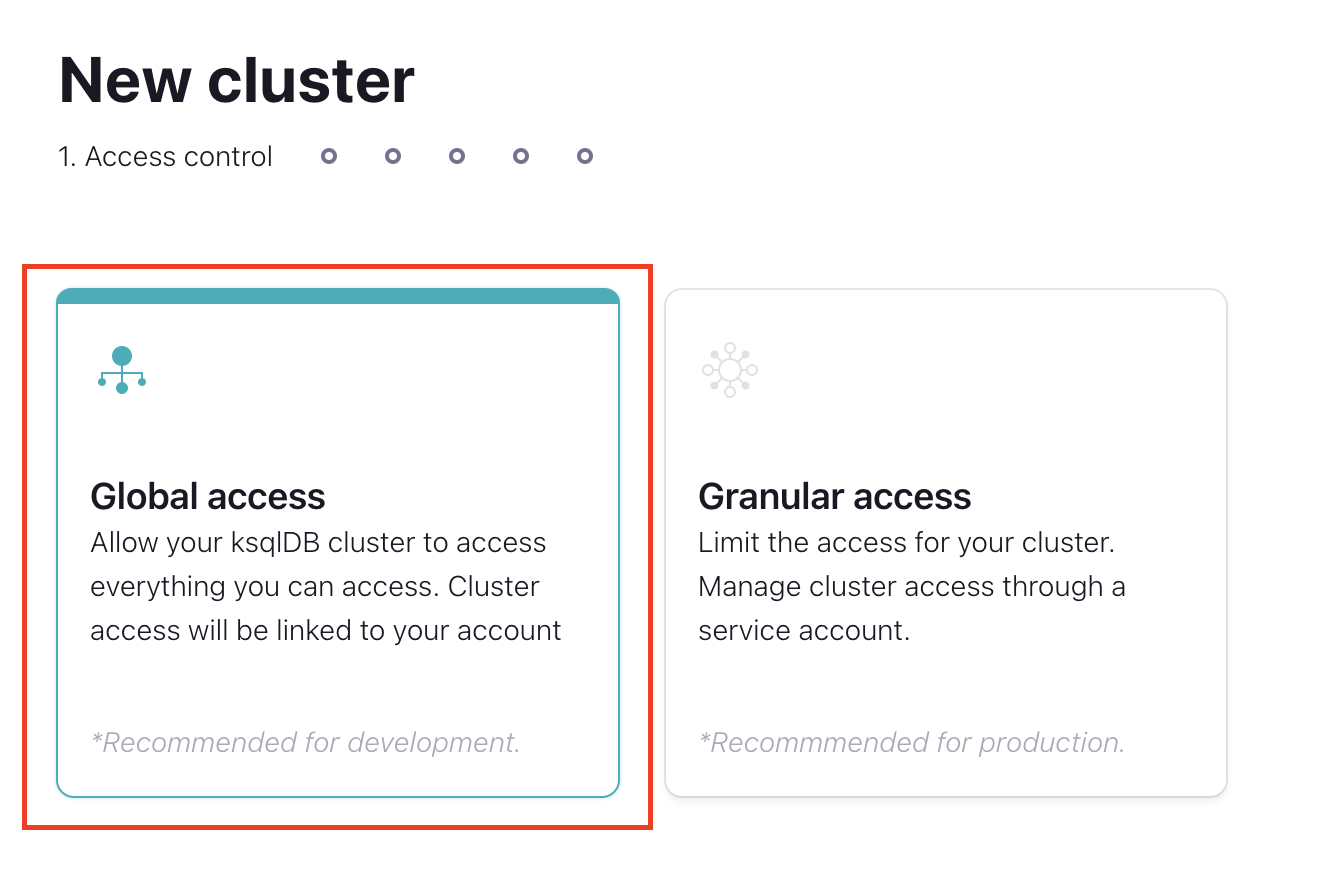 New cluster
1. Access control
Global access
Allow your ksqlDB cluster to access
everything you can access. Cluster
access will be linked to your account
*Recommended for development.
Granular access
Limit the access for your cluster.
Manage cluster access through a
service account.
*Recommmended for production.